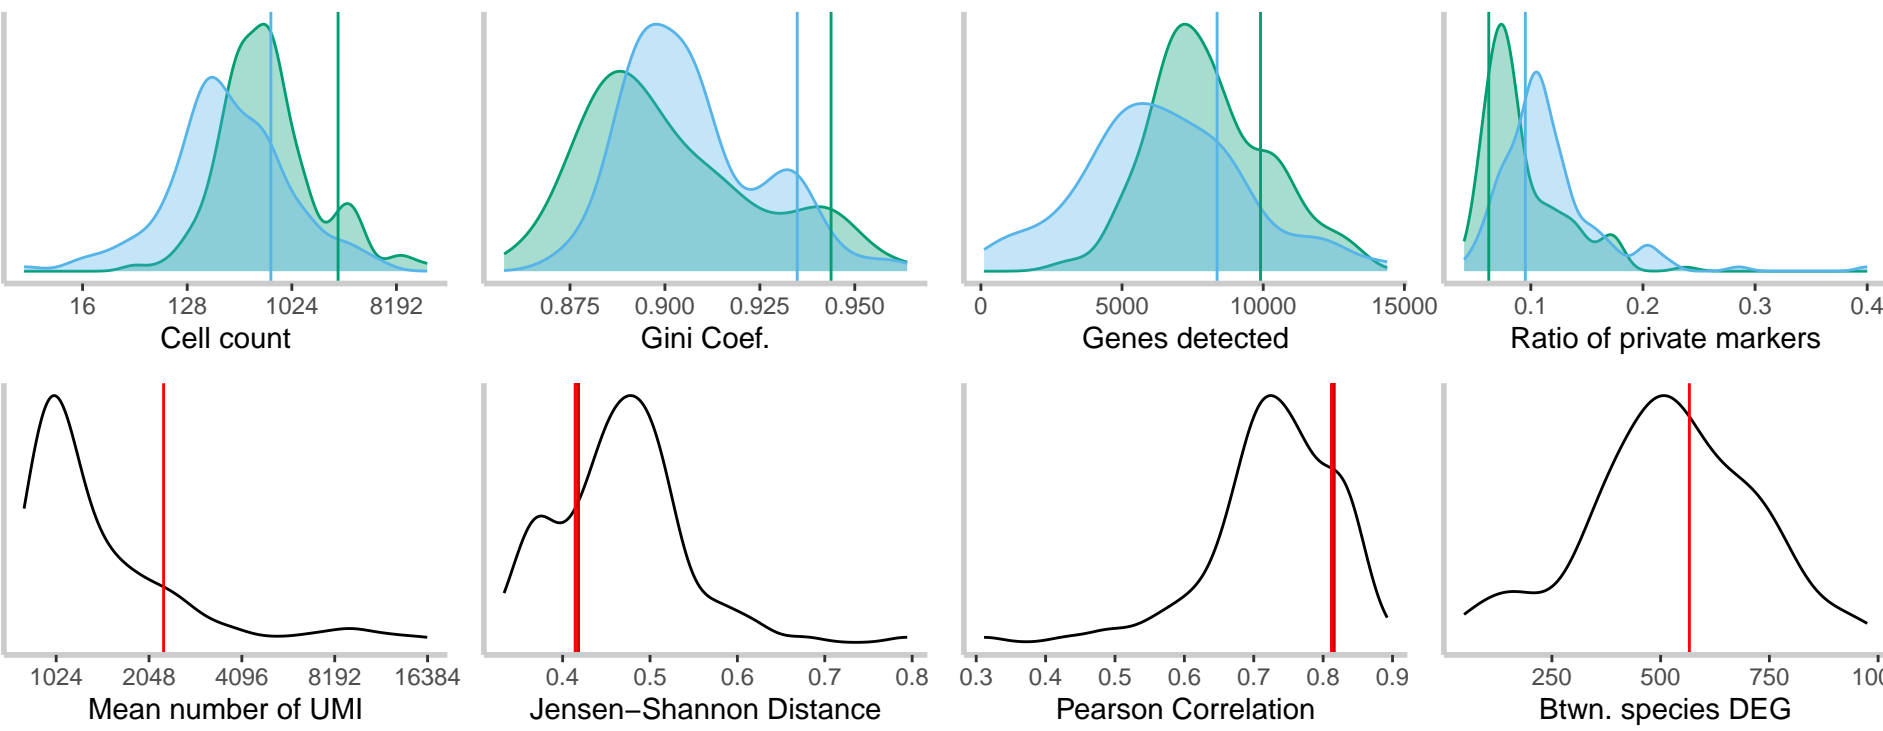 16 128 1024 8192
Cell count
0.875 0.900 0.925 0.950
Gini Coef.
0 5000 10000 15000
Genes detected
0.1 0.2 0.3 0.4
Ratio of private markers
1024 2048 4096 8192 16384
Mean number of UMI
0.4 0.5 0.6 0.7 0.8
Jensen−Shannon Distance
0.3 0.4 0.5 0.6 0.7 0.8 0.9
Pearson Correlation
250 500 750 100
Btwn. species DEG